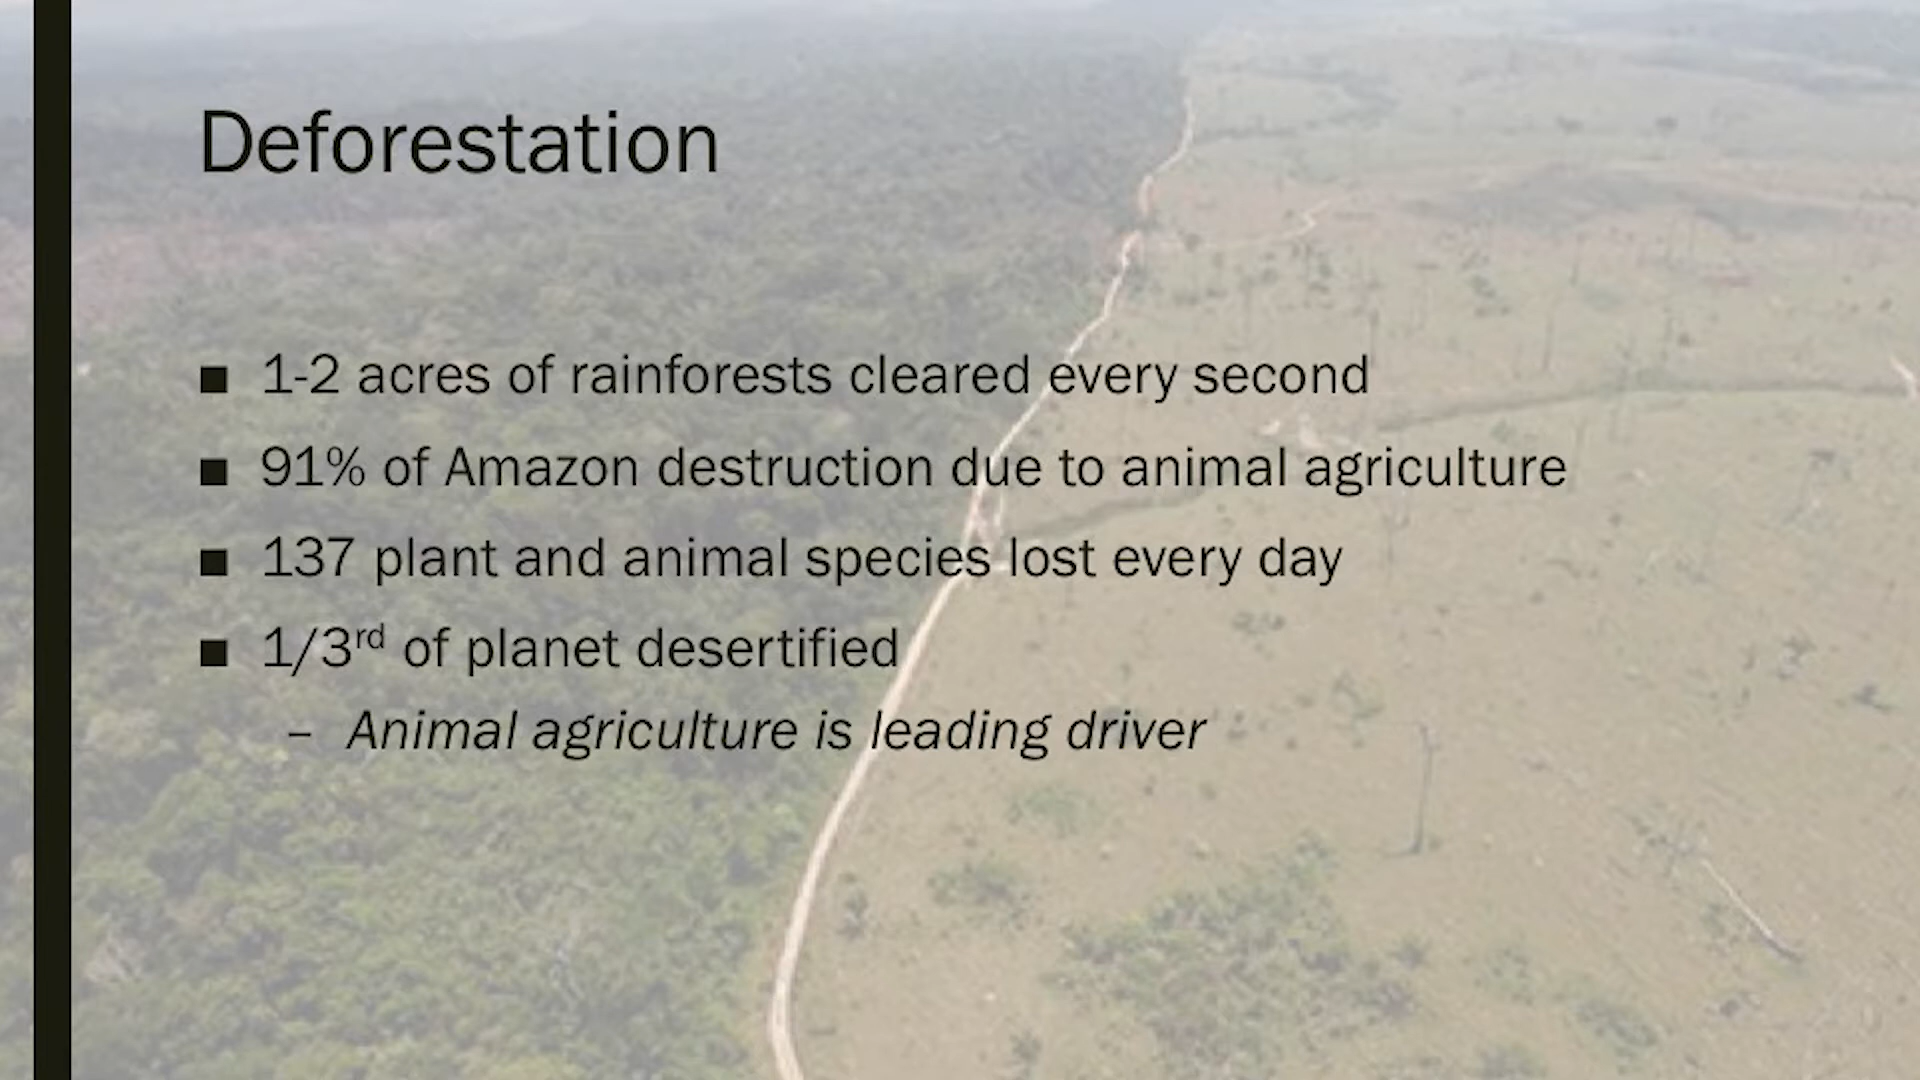 Deforestation
■ 1-2 acres of rainforests cleared every second
■ 91% of Amazon destruction due to animal agriculture
■ 137 plant and animal species lost every day
■ 1/3rd of planet desertified
– Animal agriculture is leading driver